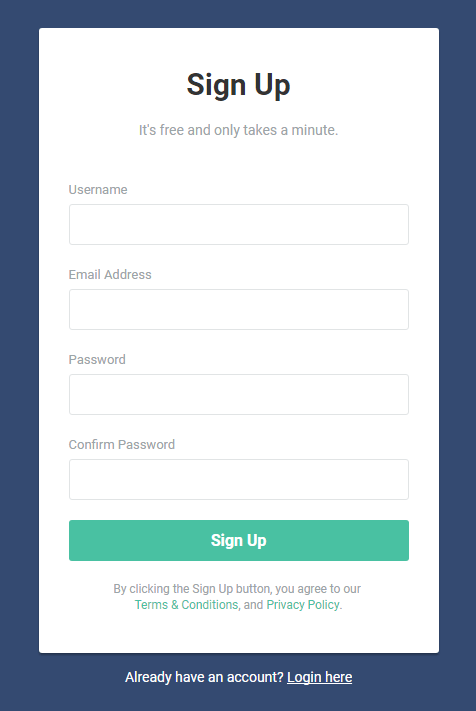 Sign Up
It's free and only takes a minute.
Username
Email Address
Password
Confirm Password
Sign Up
By clicking the Sign Up button, you agree to our
Terms & Conditions, and Privacy Policy.
Already have an account? Login here